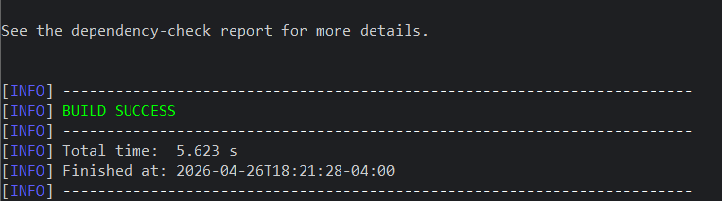 See the dependency-check report for more details.
[INFO] ------------------------------------------------------------------------
[INFO] BUILD SUCCESS
[INFO] ------------------------------------------------------------------------
[INFO] Total time:  5.623 s
[INFO] Finished at: 2026-04-26T18:21:28-04:00
[INFO] ------------------------------------------------------------------------